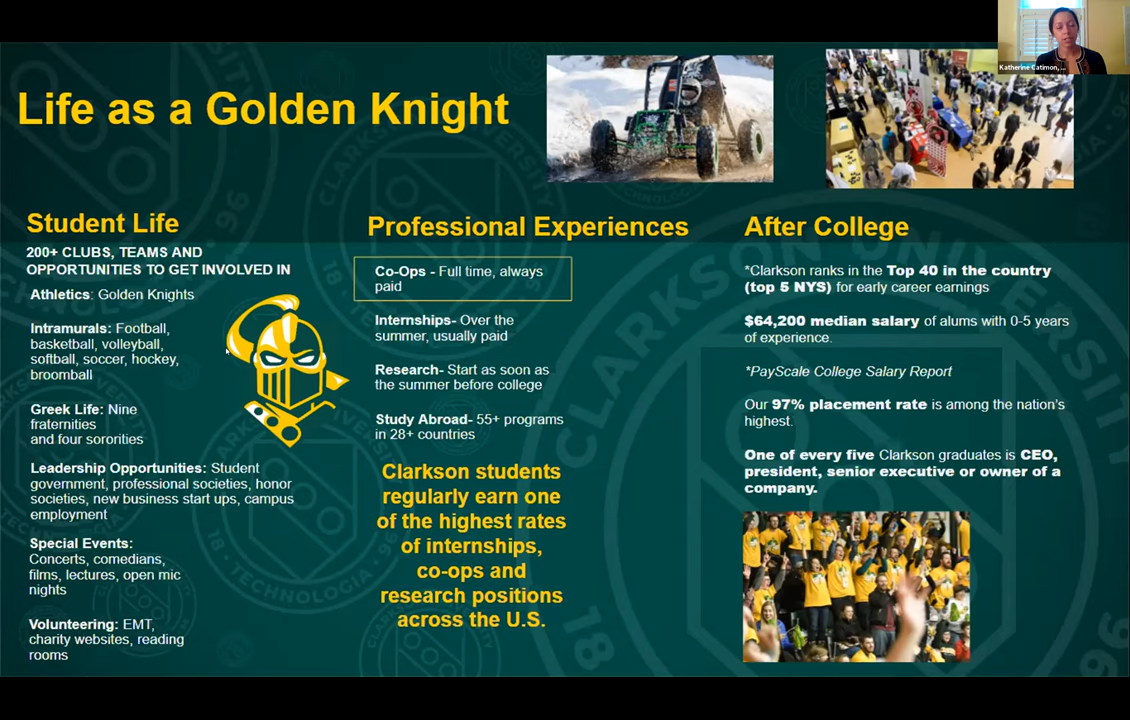 Katherine Catimon, ...
Life as a Golden Knight
Student Life
200+ CLUBS, TEAMS AND
OPPORTUNITIES TO GET INVOLVED IN
Athletics: Golden Knights
Intramurals: Football,
basketball, volleyball,
softball, soccer, hockey,
broomball
Greek Life: Nine
fraternities
and four sororities
Leadership Opportunities: Student
government, professional societies, honor
societies, new business start ups, campus
employment
Special Events:
Concerts, comedians,
films, lectures, open mic
nights
Volunteering: EMT,
charity websites, reading
rooms
Professional Experiences
Co-Ops - Full time, always
paid
Internships- Over the
summer, usually paid
Research- Start as soon as
the summer before college
Study Abroad- 55+ programs
in 28+ countries
Clarkson students
regularly earn one
of the highest rates
of internships,
co-ops and
research positions
across the U.S.
After College
*Clarkson ranks in the Top 40 in the country
(top 5 NYS) for early career earnings
$64,200 median salary of alums with 0-5 years
of experience.
*PayScale College Salary Report
Our 97% placement rate is among the nation's
highest.
One of every five Clarkson graduates is CEO,
president, senior executive or owner of a
company.
CLARKSON UNIVERSITY
TECHNOLOGIA
18
96